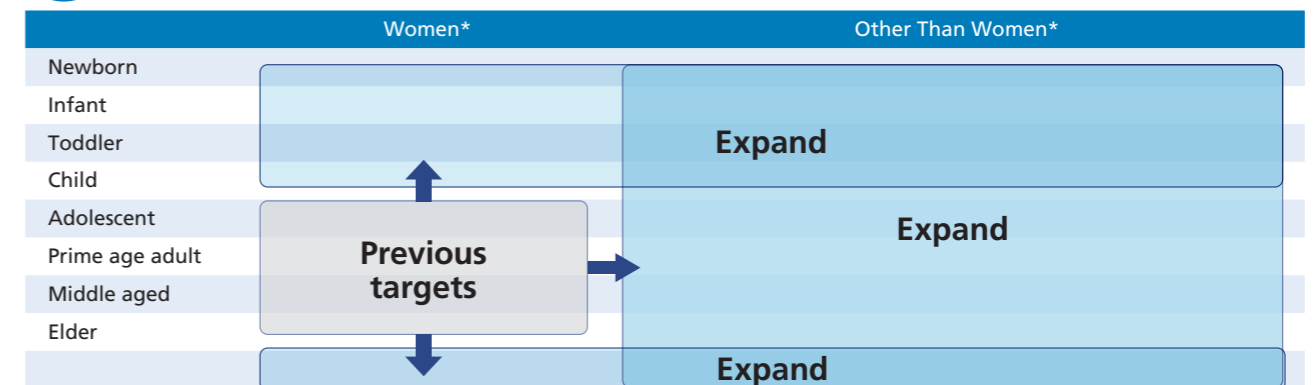 Women* Other Than Women*
Newborn
Infant
Toddler
Expand
Child
Adolescent
Expand
Prime age adult
Previous
targets
Middle aged
Elder
Expand